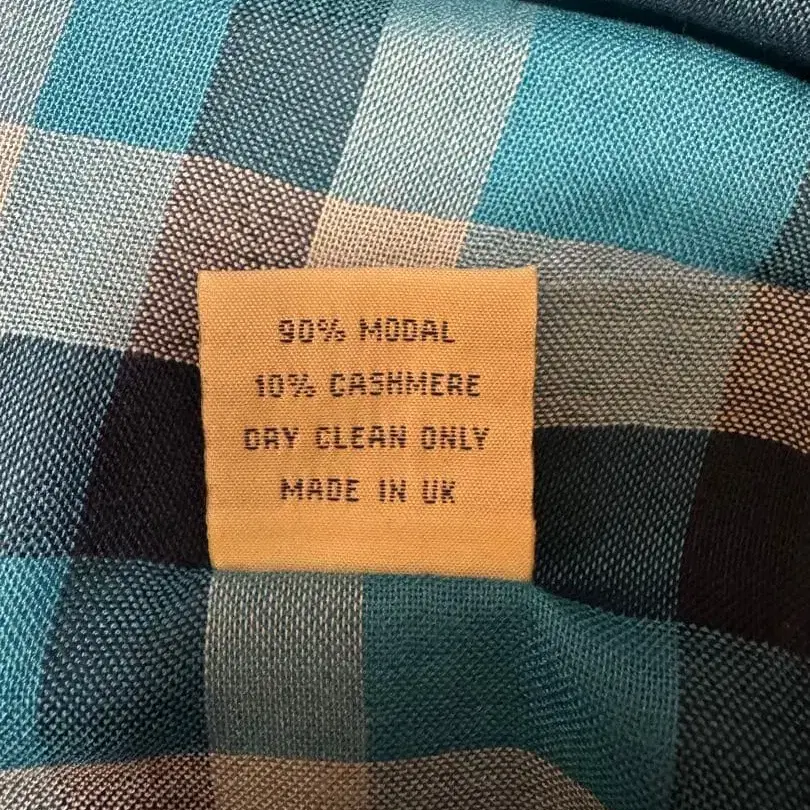 90% MODAL
10% CASHMERE
DRY CLEAN ONLY
MADE IN UK